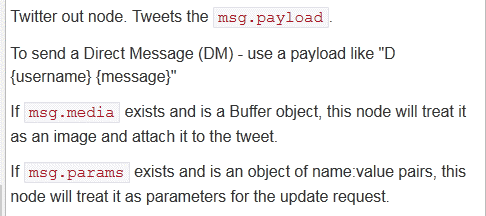 Twitter out node. Tweets the msg.payload.
To send a Direct Message (DM) - use a payload like "D
{username} {message}"
If msg.media exists and is a Buffer object, this node will treat it
as an image and attach it to the tweet.
If msg.params exists and is an object of name:value pairs, this
node will treat it as parameters for the update request.